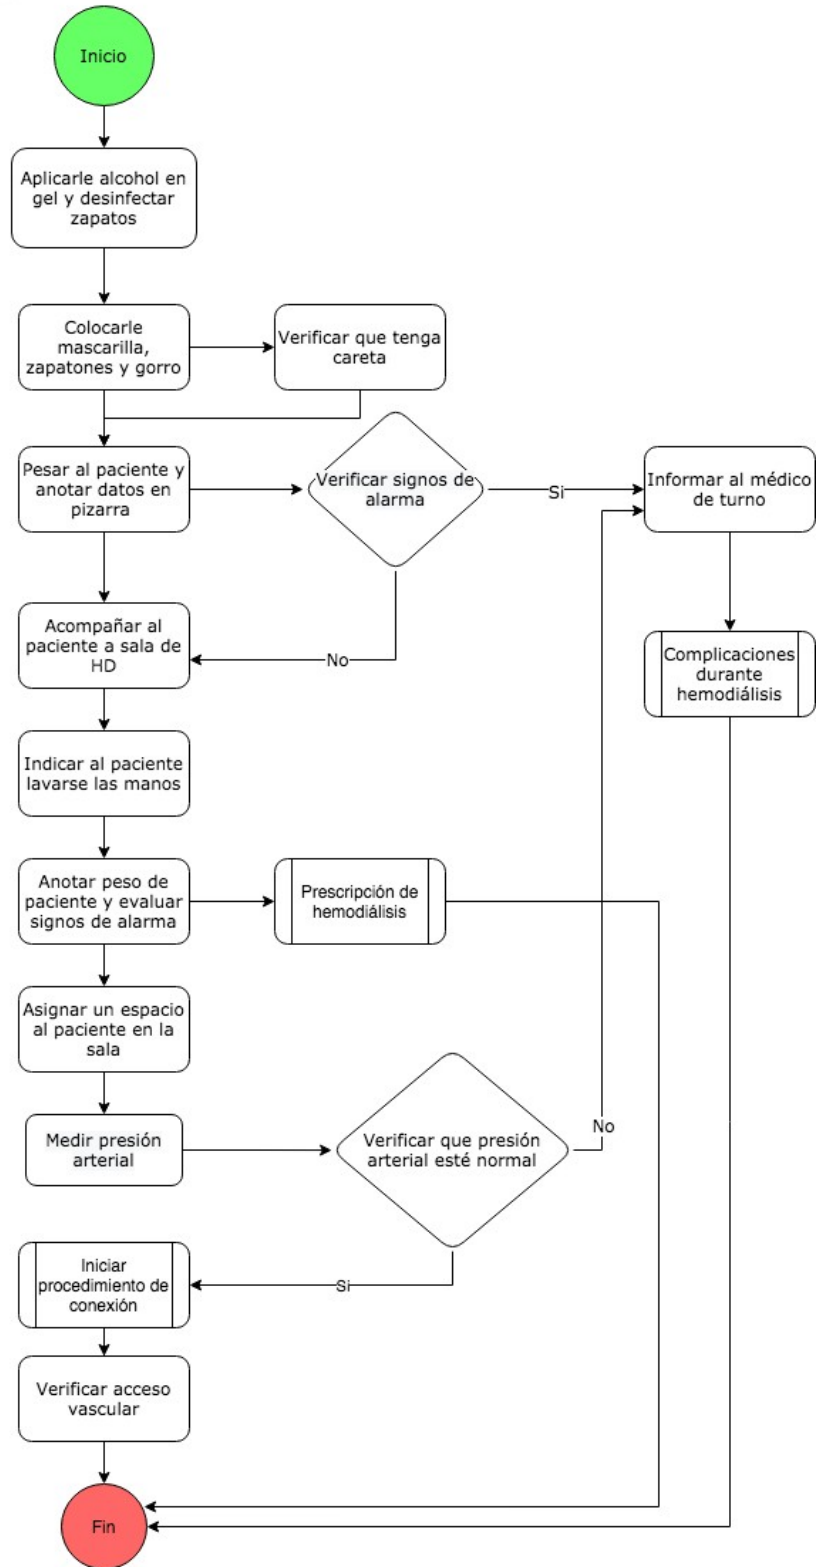 Inicio
Aplicarle alcohol en
gel y desinfectar
zapatos
Colocarle
mascarilla,
zapatones y gorro
Verificar que tenga
careta
Pesar al paciente y
anotar datos en
pizarra
Verificar signos de
alarma
Si
Informar al médico
de turno
Acompañar al
paciente a sala de
HD
No
Complicaciones
durante
hemodiálisis
Indicar al paciente
lavarse las manos
Anotar peso de
paciente y evaluar
signos de alarma
Prescripción de
hemodiálisis
Asignar un espacio
al paciente en la
sala
Medir presión
arterial
Verificar que presión
arterial esté normal
No
Iniciar
procedimiento de
conexión
Si
Verificar acceso
vascular
Fin